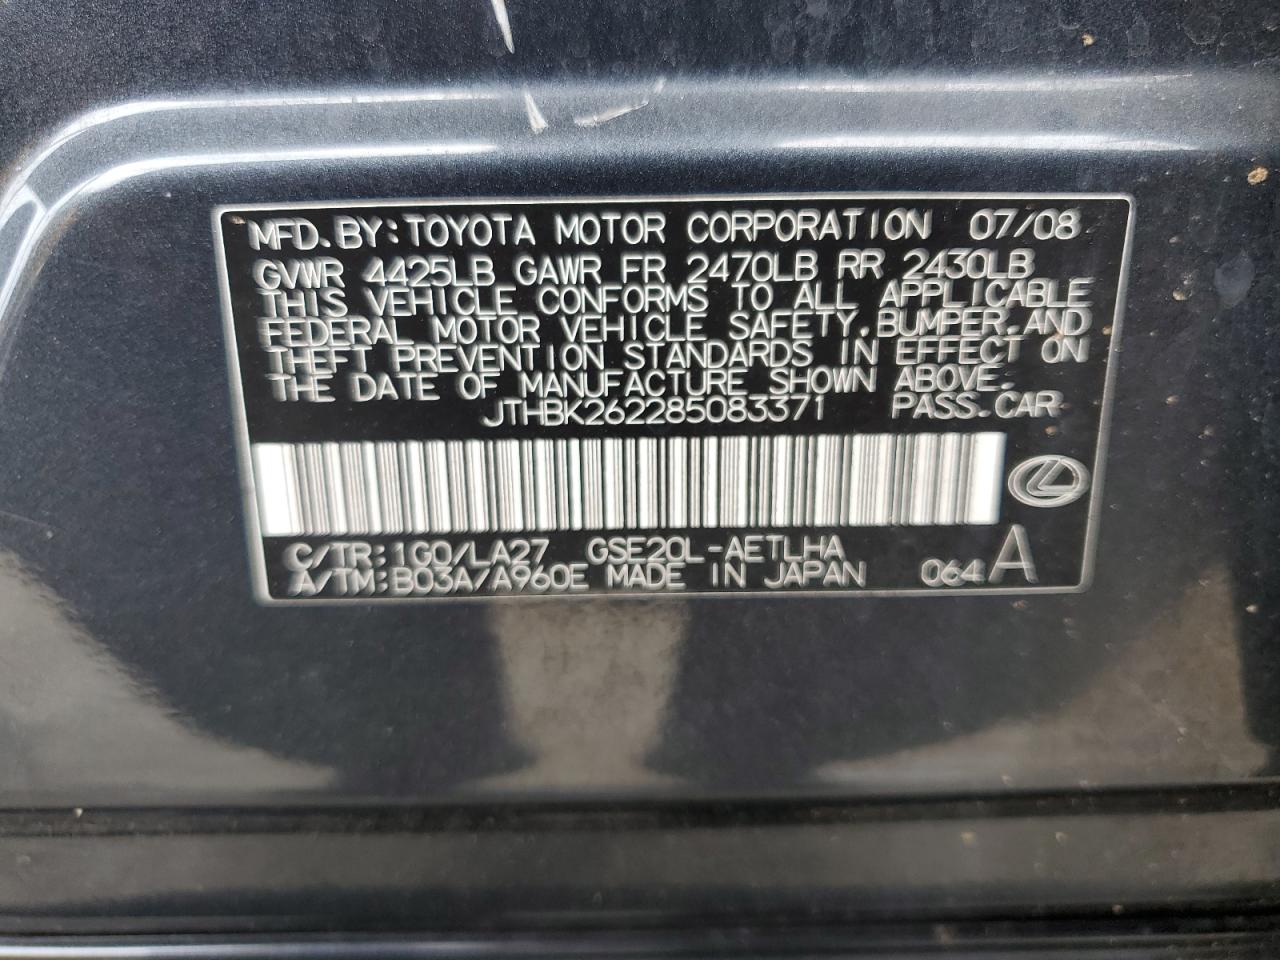 MFD. BY: TOYOTA MOTOR CORPORATION 07/08
GVWR 4425LB GAWR FR 2470LB RR 2430LB
THIS VEHICLE CONFORMS TO ALL APPLICABLE
FEDERAL MOTOR VEHICLE SAFETY, BUMPER, AND
THEFT PREVENTION STANDARDS IN EFFECT ON
THE DATE OF MANUFACTURE SHOWN ABOVE.
JTHBK262285083371 PASS. CAR
C/TR: 1G0/LA27 GSE20L-AETLHA
A/TM: B03A/A960E MADE IN JAPAN 064 A